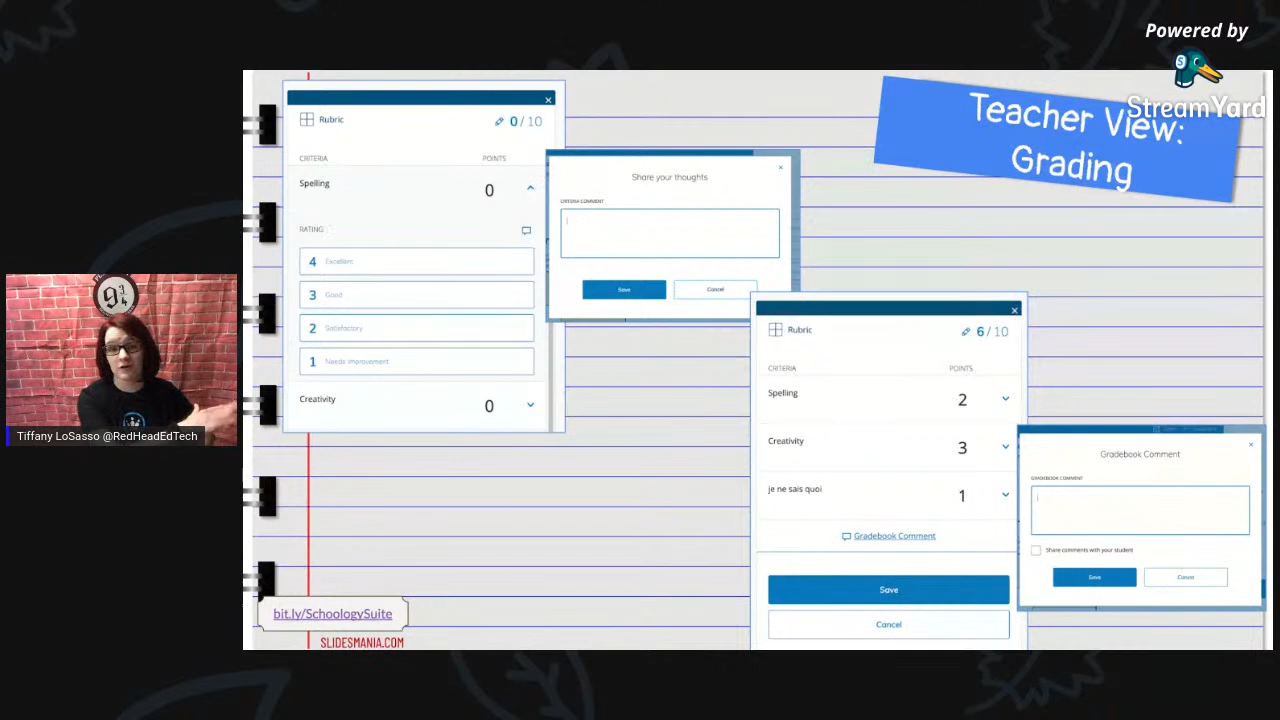 Powered by
StreamYard
Teacher View:
Grading
Rubric
0 / 10
CRITERIA
POINTS
Spelling
0
RATING
4 Excellent
3 Good
2 Satisfactory
1 Needs Improvement
Creativity
0
Share your thoughts
CRITERIA COMMENT
Save
Cancel
Rubric
6 / 10
CRITERIA
POINTS
Spelling
2
Creativity
3
je ne sais quoi
1
Gradebook Comment
Save
Cancel
Gradebook Comment
GRADEBOOK COMMENT
Share comments with your student
Save
Cancel
9 3/4
Tiffany LoSasso @RedHeadEdTech
bit.ly/SchoologySuite
SLIDESMANIA.COM